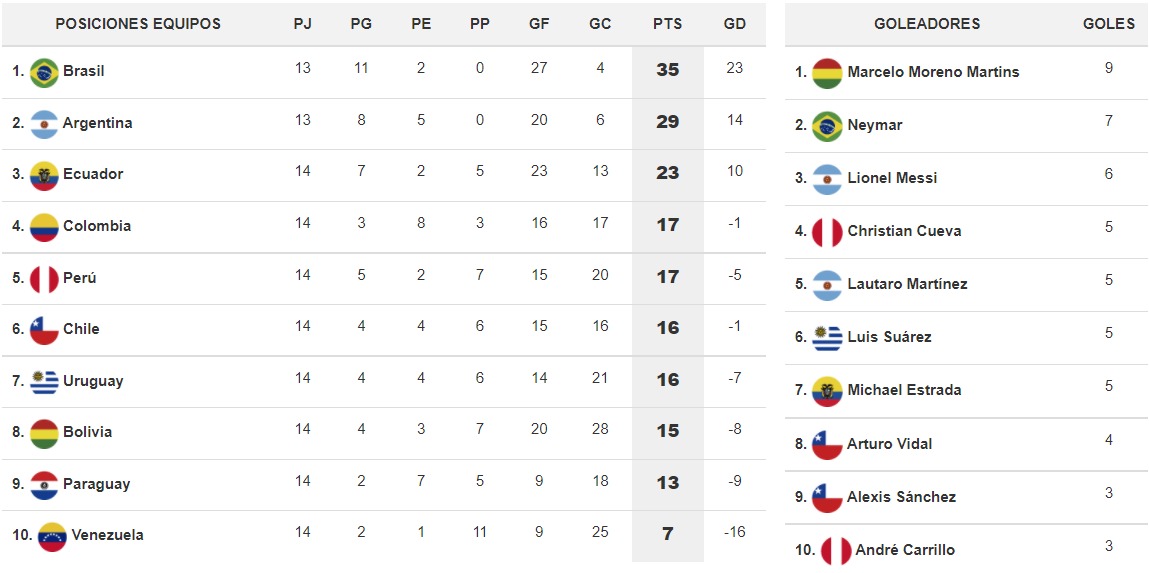 POSICIONES EQUIPOS PJ PG PE PP GF GC PTS GD
1. Brasil 13 11 2 0 27 4 35 23
2. Argentina 13 8 5 0 20 6 29 14
3. Ecuador 14 7 2 5 23 13 23 10
4. Colombia 14 3 8 3 16 17 17 -1
5. Perú 14 5 2 7 15 20 17 -5
6. Chile 14 4 4 6 15 16 16 -1
7. Uruguay 14 4 4 6 14 21 16 -7
8. Bolivia 14 4 3 7 20 28 15 -8
9. Paraguay 14 2 7 5 9 18 13 -9
10. Venezuela 14 2 1 11 9 25 7 -16
GOLEADORES GOLES
1. Marcelo Moreno Martins 9
2. Neymar 7
3. Lionel Messi 6
4. Christian Cueva 5
5. Lautaro Martínez 5
6. Luis Suárez 5
7. Michael Estrada 5
8. Arturo Vidal 4
9. Alexis Sánchez 3
10. André Carrillo 3